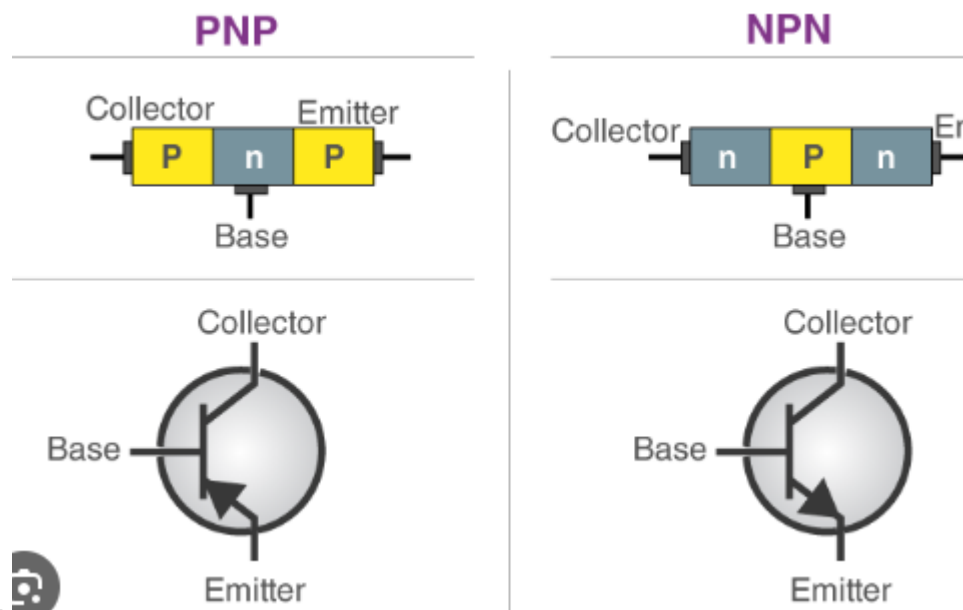 PNP
Collector
Emitter
P n P
Base
Collector
Base
Emitter
NPN
Collector
n P n
Base
Collector
Base
Emitter